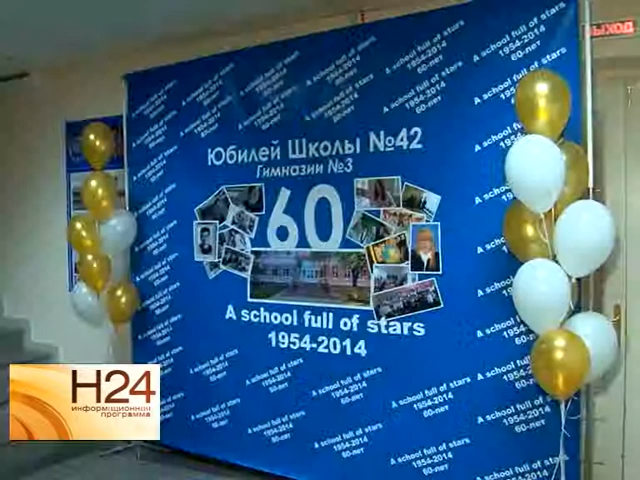 ВЫХОД
Юбилей Школы №42
Гимназии №3
60
A school full of stars
1954-2014
A school full of stars
1954-2014
60-лет
Н24
информационная
программа